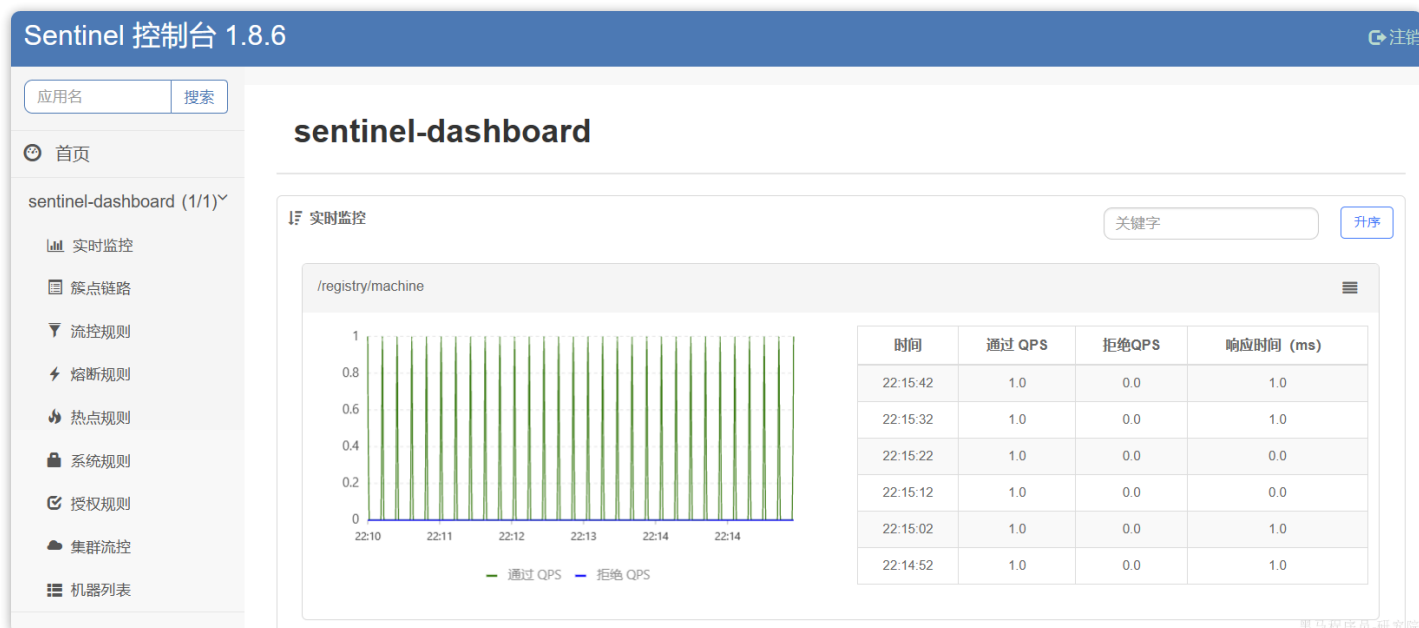 Sentinel 控制台 1.8.6
注销
应用名
搜索
首页
sentinel-dashboard (1/1)
实时监控
簇点链路
流控规则
熔断规则
热点规则
系统规则
授权规则
集群流控
机器列表
sentinel-dashboard
实时监控
关键字
升序
/registry/machine
1
0.8
0.6
0.4
0.2
0
22:10 22:11 22:12 22:13 22:14 22:14
通过 QPS 拒绝 QPS
时间 通过 QPS 拒绝QPS 响应时间（ms）
22:15:42 1.0 0.0 1.0
22:15:32 1.0 0.0 1.0
22:15:22 1.0 0.0 0.0
22:15:12 1.0 0.0 0.0
22:15:02 1.0 0.0 1.0
22:14:52 1.0 0.0 1.0